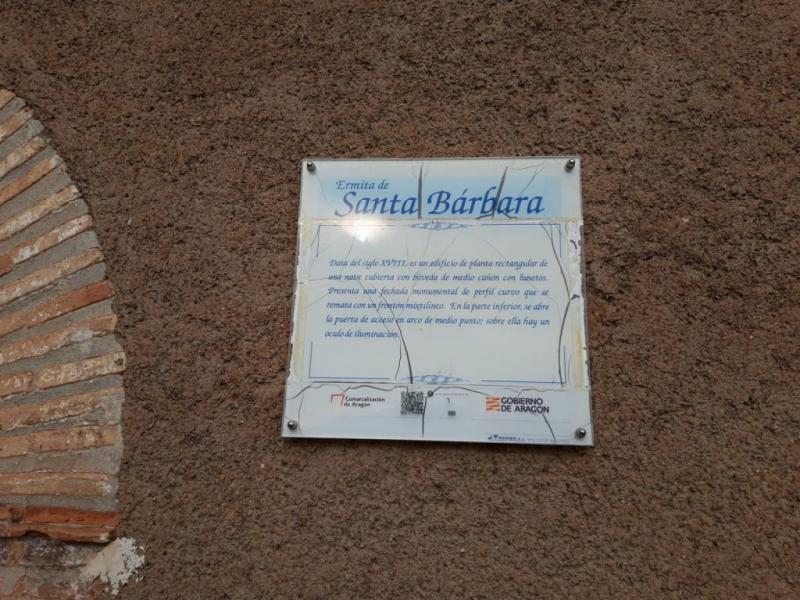 Ermita de
Santa Bárbara
Data del siglo XVIII, es un edificio de planta rectangular de
una nave cubierta con bóveda de medio cañón con lunetos.
Presenta una fachada monumental de perfil curvo que se
remata con un frontón mixtilíneo. En la parte inferior, se abre
la puerta de acceso en arco de medio punto; sobre ella hay un
óculo de iluminación.
Comarcalización
de Aragón
GOBIERNO
DE ARAGON